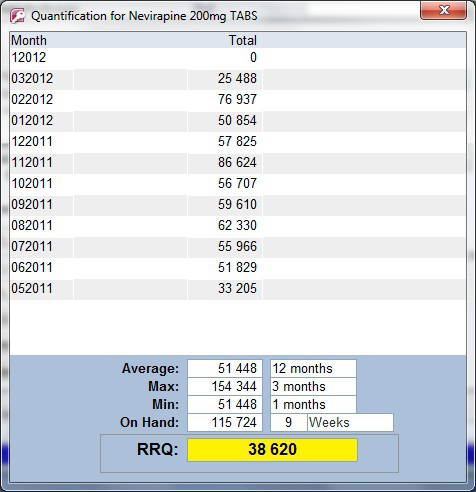 Quantification for Nevirapine 200mg TABS
Month Total
12012 0
032012 25 488
022012 76 937
012012 50 854
122011 57 825
112011 86 624
102011 56 707
092011 59 610
082011 62 330
072011 55 966
062011 51 829
052011 33 205
Average: 51 448 12 months
Max: 154 344 3 months
Min: 51 448 1 months
On Hand: 115 724 9 Weeks
RRQ: 38 620